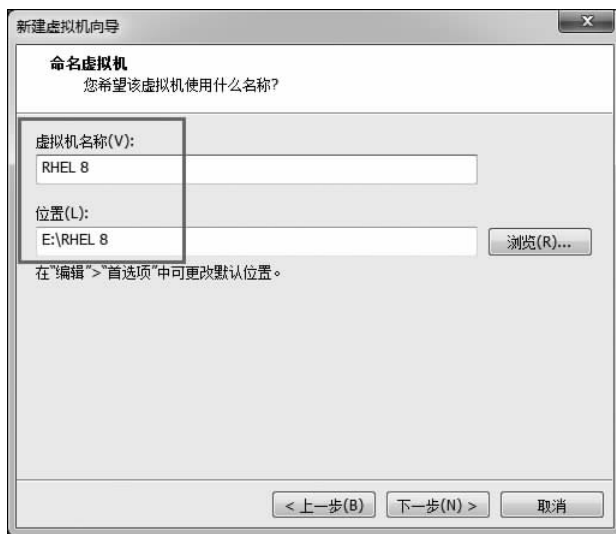 新建虚拟机向导
命名虚拟机
您希望该虚拟机使用什么名称?
虚拟机名称(V):
RHEL 8
位置(L):
E:\RHEL 8
浏览(R)...
在"编辑">"首选项"中可更改默认位置。
< 上一步(B)
下一步(N) >
取消